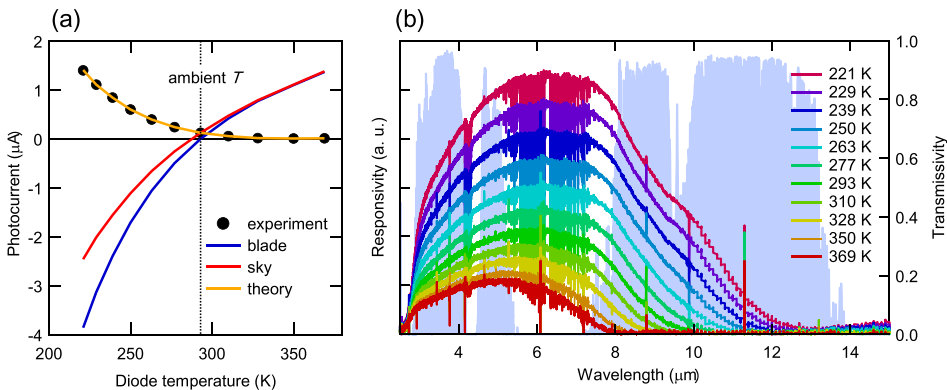 (a)
2
1
0
-1
-2
-3
-4
Photocurrent (µA)
ambient T
experiment
blade
sky
theory
200
250
300
350
Diode temperature (K)
(b)
Responsivity (a. u.)
221 K
229 K
239 K
250 K
263 K
277 K
293 K
310 K
328 K
350 K
369 K
1.0
0.8
0.6
0.4
0.2
0.0
Transmissivity
4
6
8
10
12
14
Wavelength (µm)